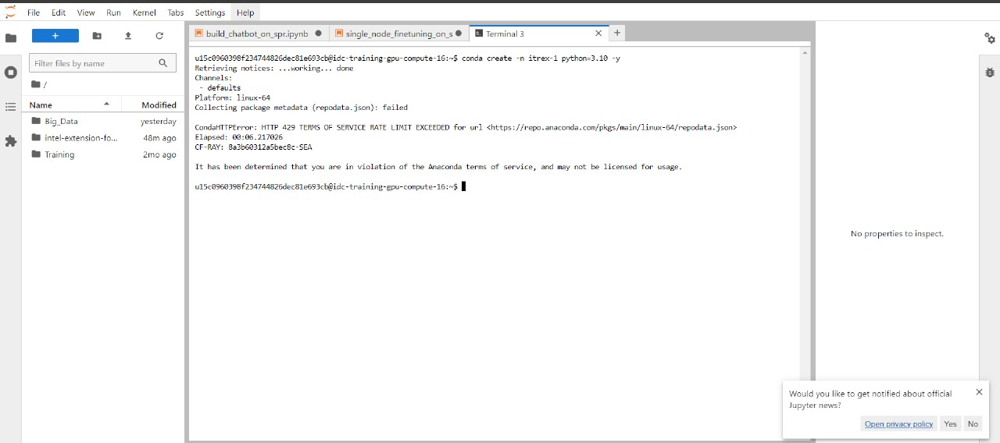 File Edit View Run Kernel Tabs Settings Help
+
Filter files by name
/
Name Modified
Big_Data yesterday
intel-extension-fo... 48m ago
Training 2mo ago
build_chatbot_on_spr.ipynb single_node_finetuning_on_s Terminal 3
u15c0960398f234744826dec81e693cb@idc-training-gpu-compute-16:~$ conda create -n itrex-1 python=3.10 -y
Retrieving notices: ...working... done
Channels:
- defaults
Platform: linux-64
Collecting package metadata (repodata.json): failed
CondaHTTPError: HTTP 429 TERMS OF SERVICE RATE LIMIT EXCEEDED for url <https://repo.anaconda.com/pkgs/main/linux-64/repodata.json>
Elapsed: 00:06.217026
CF-RAY: 8a3b60312a5bec8c-SEA
It has been determined that you are in violation of the Anaconda terms of service, and may not be licensed for usage.
u15c0960398f234744826dec81e693cb@idc-training-gpu-compute-16:~$
No properties to inspect.
Would you like to get notified about official
Jupyter news?
Open privacy policy Yes No